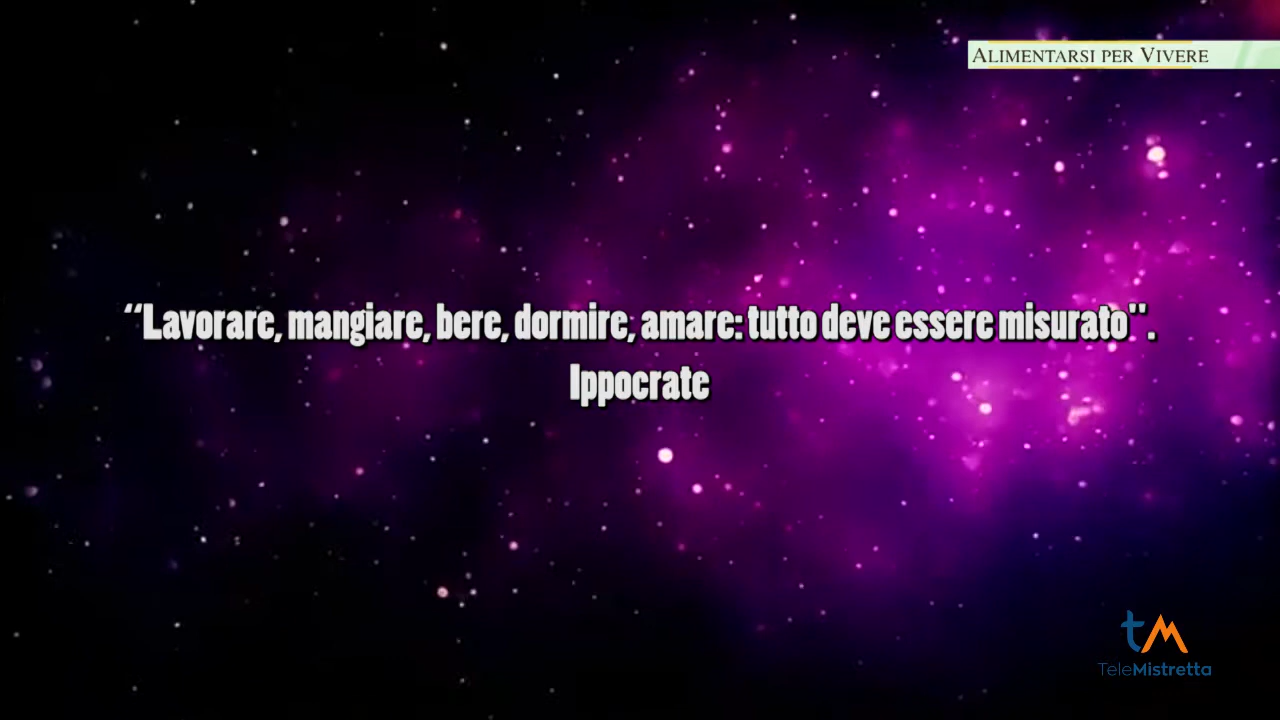 ALIMENTARSI PER VIVERE
“Lavorare, mangiare, bere, dormire, amare: tutto deve essere misurato".
Ippocrate
tM
TeleMistretta